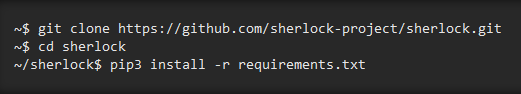 ~$ git clone https://github.com/sherlock-project/sherlock.git
~$ cd sherlock
~/sherlock$ pip3 install -r requirements.txt